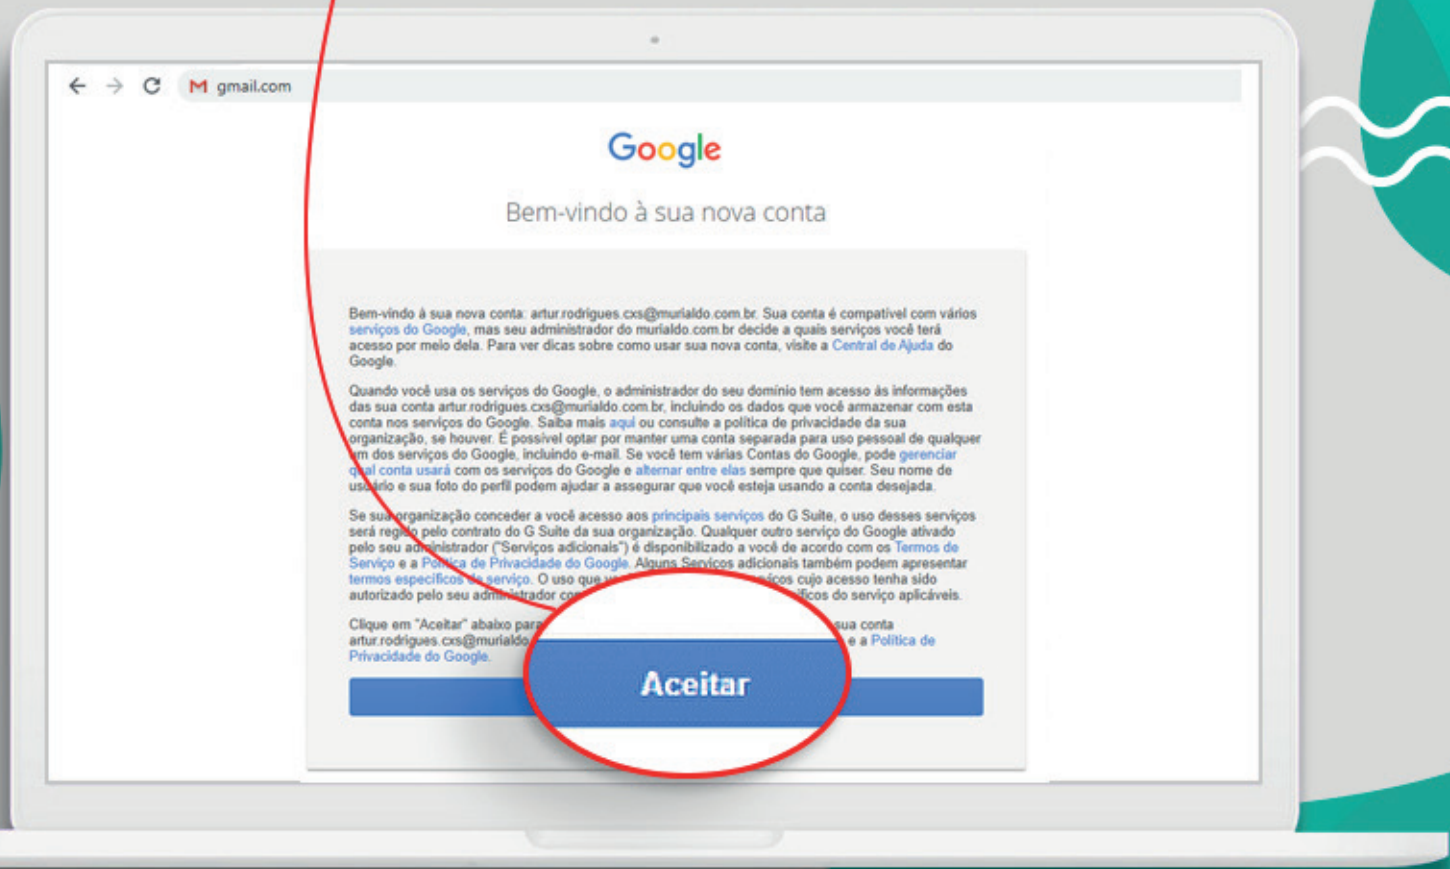 gmail.com
Google
Bem-vindo à sua nova conta
Bem-vindo à sua nova conta: artur.rodrigues.cxs@murialdo.com.br. Sua conta é compatível com vários
serviços do Google, mas seu administrador do murialdo.com.br decide a quais serviços você terá
acesso por meio dela. Para ver dicas sobre como usar sua nova conta, visite a Central de Ajuda do
Google.
Quando você usa os serviços do Google, o administrador do seu domínio tem acesso às informações
das sua conta artur.rodrigues.cxs@murialdo.com.br, incluindo os dados que você armazenar com esta
conta nos serviços do Google. Saiba mais aqui ou consulte a política de privacidade da sua
organização, se houver. É possível optar por manter uma conta separada para uso pessoal de qualquer
um dos serviços do Google, incluindo e-mail. Se você tem várias Contas do Google, pode gerenciar
qual conta usará com os serviços do Google e alternar entre elas sempre que quiser. Seu nome de
usuário e sua foto do perfil podem ajudar a assegurar que você esteja usando a conta desejada.
Se sua organização conceder a você acesso aos principais serviços do G Suite, o uso desses serviços
será regido pelo contrato do G Suite da sua organização. Qualquer outro serviço do Google ativado
pelo seu administrador ("Serviços adicionais") é disponibilizado a você de acordo com os Termos de
Serviço e a Política de Privacidade do Google. Alguns Serviços adicionais também podem apresentar
termos específicos de serviço. O uso que cujo acesso tenha sido
autorizado pelo seu administrador do serviço aplicáveis.
Clique em "Aceitar" abaixo para sua conta
artur.rodrigues.cxs@murialdo. e a Política de
Privacidade do Google.
Aceitar